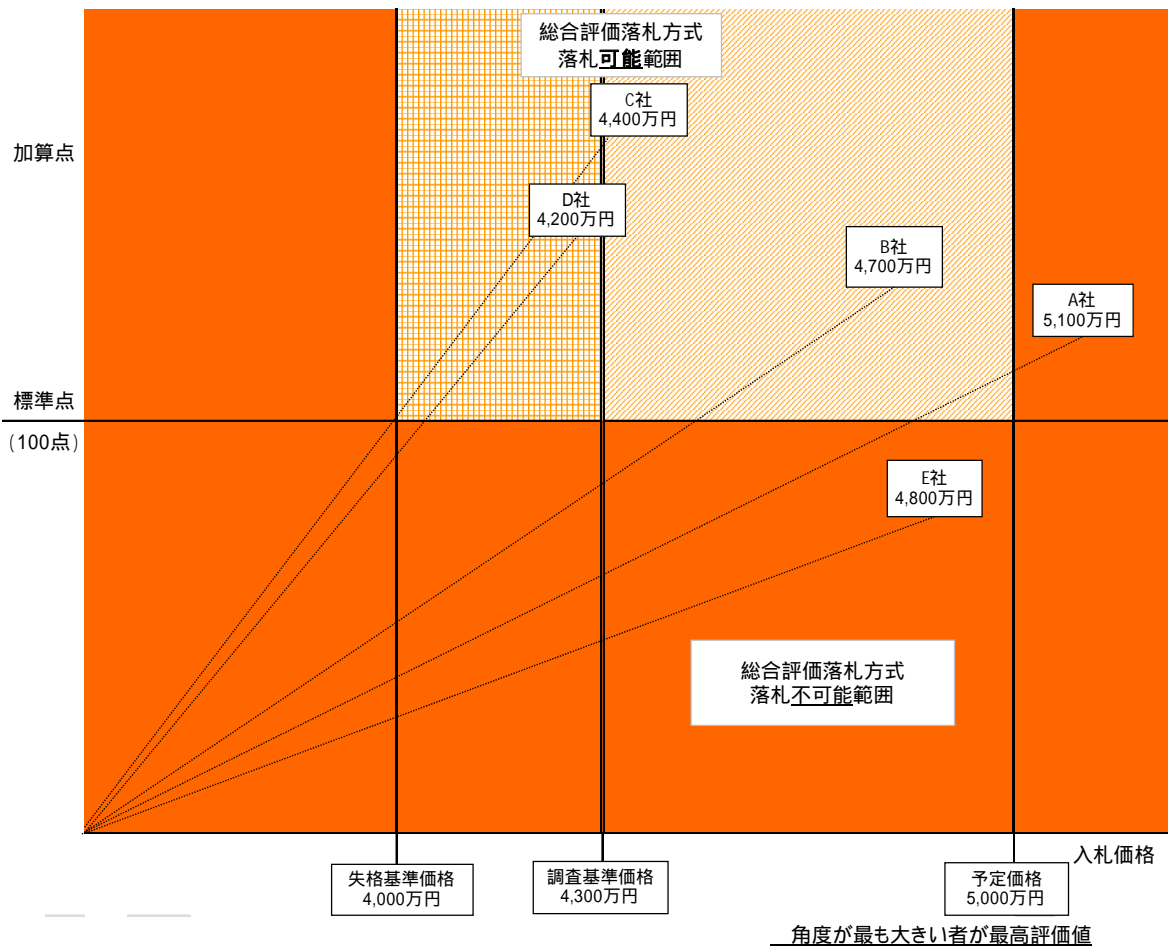 総合評価落札方式
落札可能範囲
C社
4,400万円
加算点
D社
4,200万円
B社
4,700万円
A社
5,100万円
標準点
(100点)
E社
4,800万円
総合評価落札方式
落札不可能範囲
入札価格
失格基準価格
4,000万円
調査基準価格
4,300万円
予定価格
5,000万円
角度が最も大きい者が最高評価値